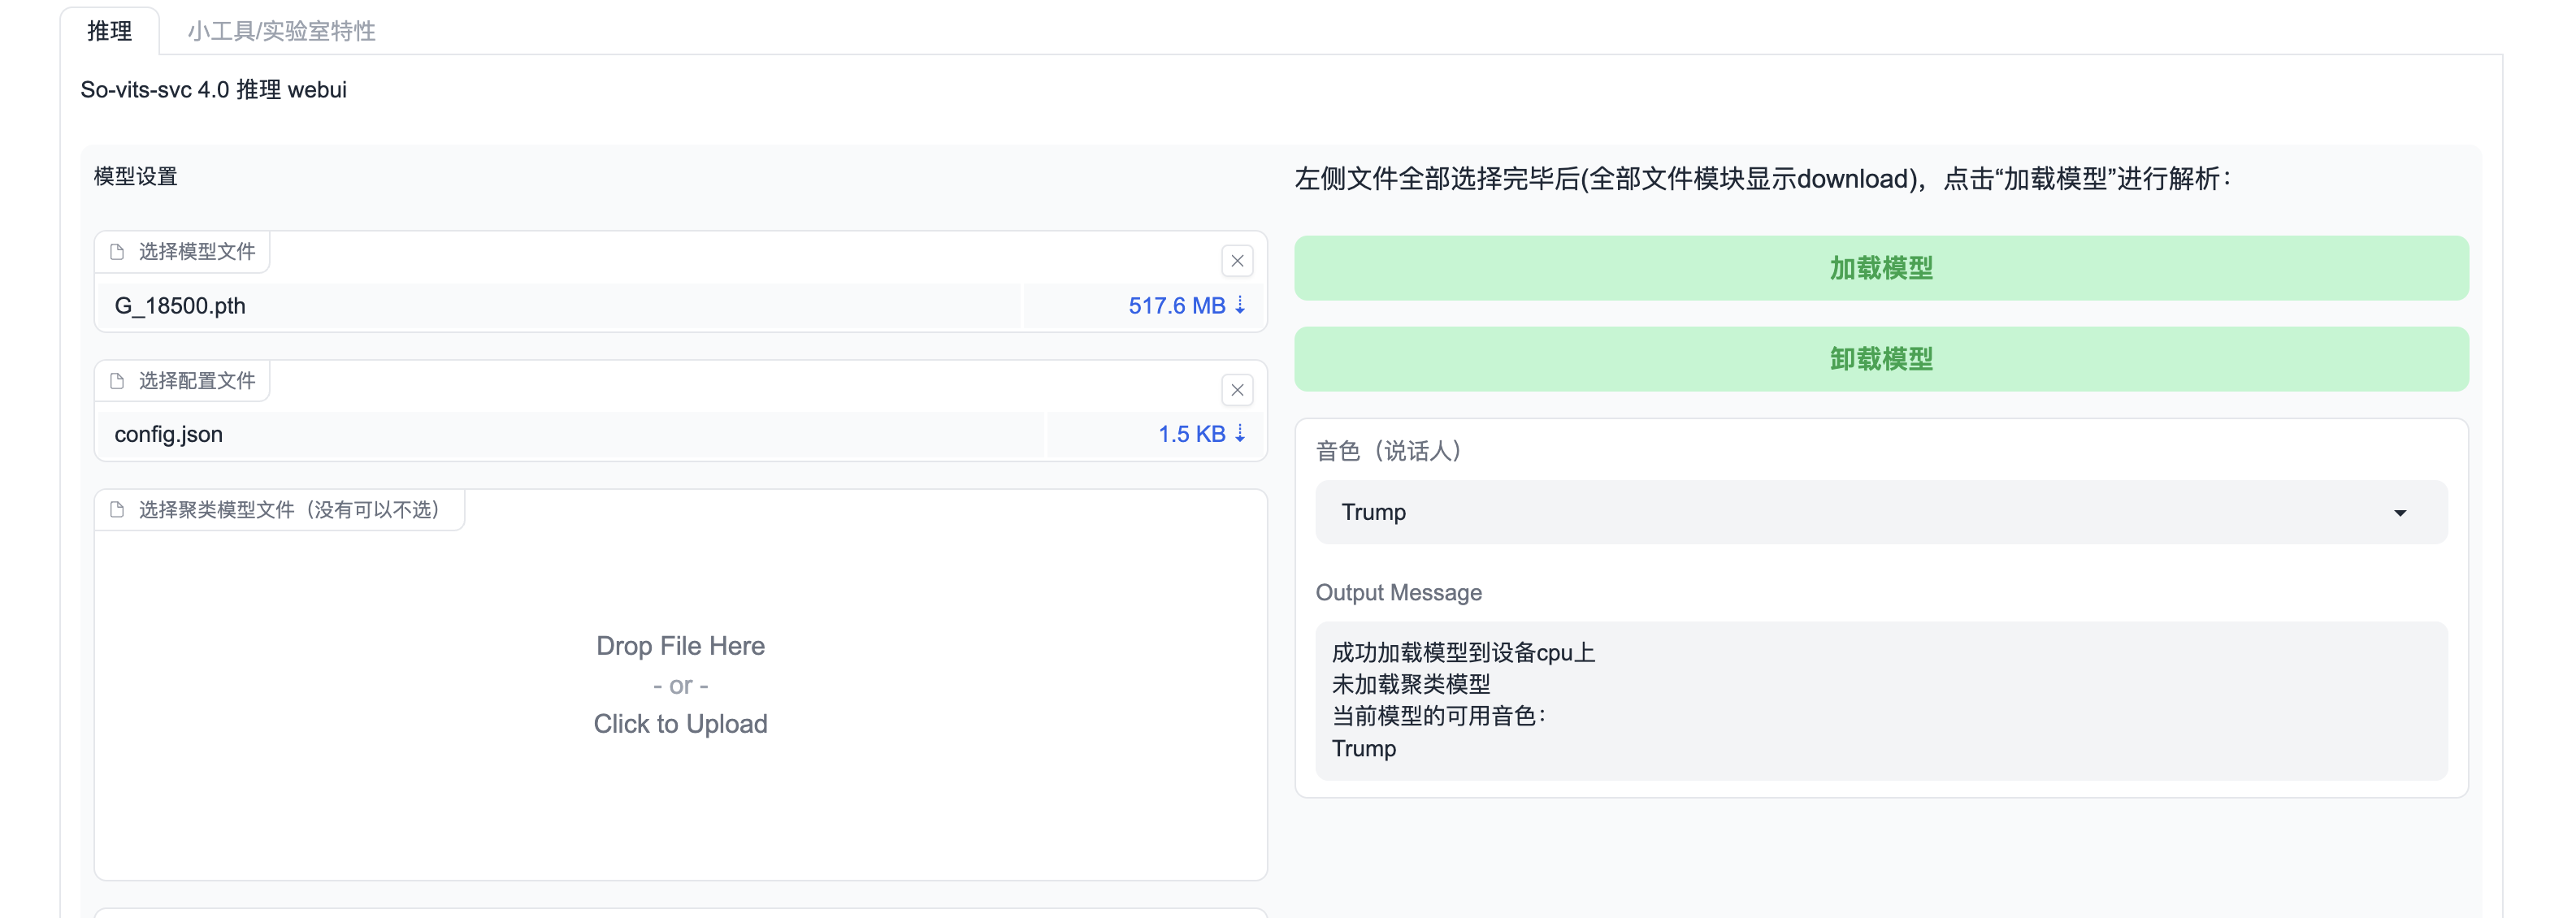 推理
小工具/实验室特性
So-vits-svc 4.0 推理 webui
模型设置
选择模型文件
G_18500.pth
517.6 MB ⇣
选择配置文件
config.json
1.5 KB ⇣
选择聚类模型文件（没有可以不选）
Drop File Here
- or -
Click to Upload
左侧文件全部选择完毕后(全部文件模块显示download)，点击“加载模型”进行解析：
加载模型
卸载模型
音色（说话人）
Trump
Output Message
成功加载模型到设备cpu上
未加载聚类模型
当前模型的可用音色：
Trump